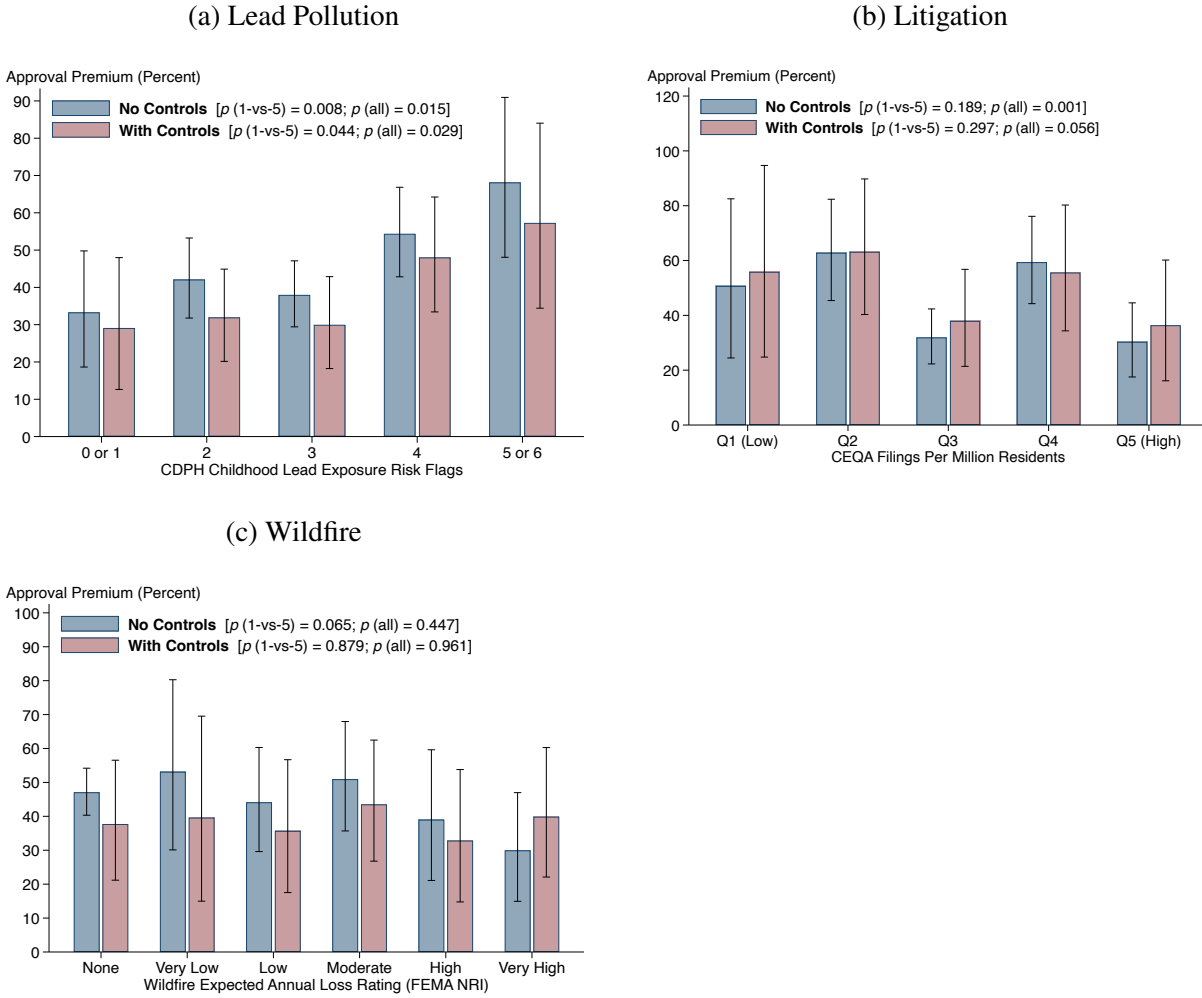 (a) Lead Pollution
Approval Premium (Percent)
No Controls [p (1-vs-5) = 0.008; p (all) = 0.015]
With Controls [p (1-vs-5) = 0.044; p (all) = 0.029]
90
80
70
60
50
40
30
20
10
0
0 or 1 2 3 4 5 or 6
CDPH Childhood Lead Exposure Risk Flags
(b) Litigation
Approval Premium (Percent)
No Controls [p (1-vs-5) = 0.189; p (all) = 0.001]
With Controls [p (1-vs-5) = 0.297; p (all) = 0.056]
120
100
80
60
40
20
0
Q1 (Low) Q2 Q3 Q4 Q5 (High)
CEQA Filings Per Million Residents
(c) Wildfire
Approval Premium (Percent)
No Controls [p (1-vs-5) = 0.065; p (all) = 0.447]
With Controls [p (1-vs-5) = 0.879; p (all) = 0.961]
100
90
80
70
60
50
40
30
20
10
0
None Very Low Low Moderate High Very High
Wildfire Expected Annual Loss Rating (FEMA NRI)